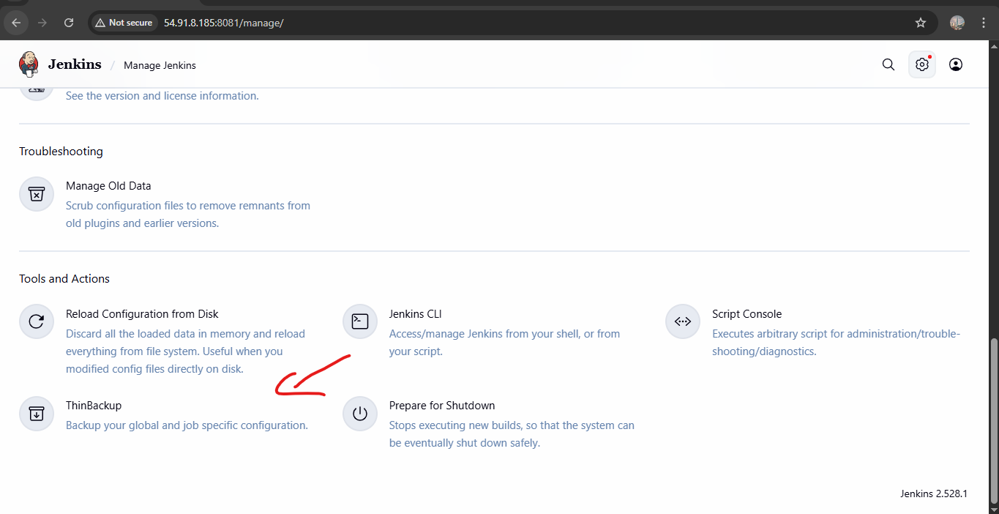 Not secure
54.91.8.185:8081/manage/
Jenkins / Manage Jenkins
See the version and license information.
Troubleshooting
Manage Old Data
Scrub configuration files to remove remnants from
old plugins and earlier versions.
Tools and Actions
Reload Configuration from Disk
Discard all the loaded data in memory and reload
everything from file system. Useful when you
modified config files directly on disk.
Jenkins CLI
Access/manage Jenkins from your shell, or from
your script.
Script Console
Executes arbitrary script for administration/trouble-
shooting/diagnostics.
ThinBackup
Backup your global and job specific configuration.
Prepare for Shutdown
Stops executing new builds, so that the system can
be eventually shut down safely.
Jenkins 2.528.1